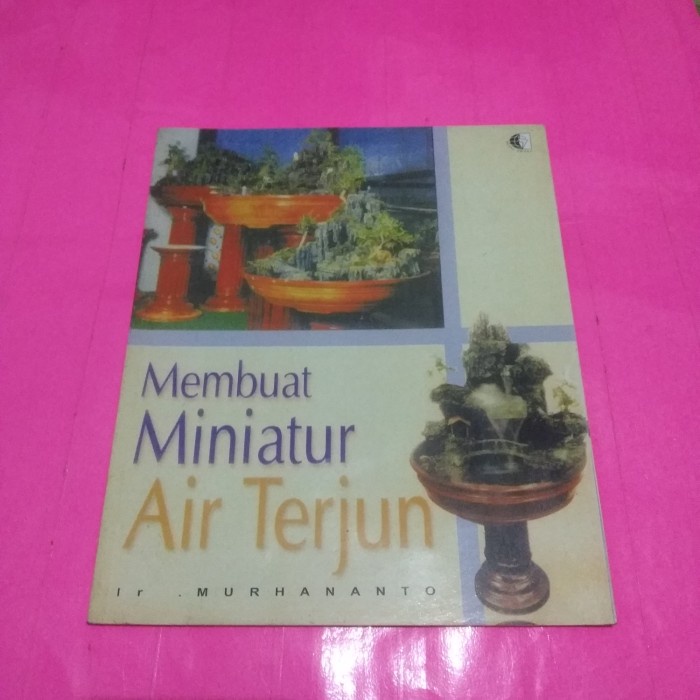 Membuat
Miniatur
Air Terjun
Ir .MURHANANTO